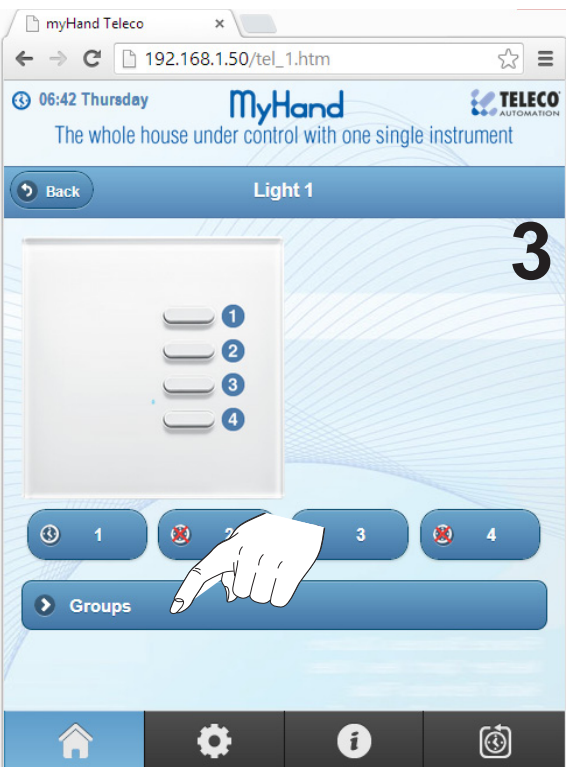 myHand Teleco
192.168.1.50/tel_1.htm
06:42 Thursday
MyHand
TELECO
AUTOMATION
The whole house under control with one single instrument
Back
Light 1
3
1
2
3
4
1
2
3
4
Groups